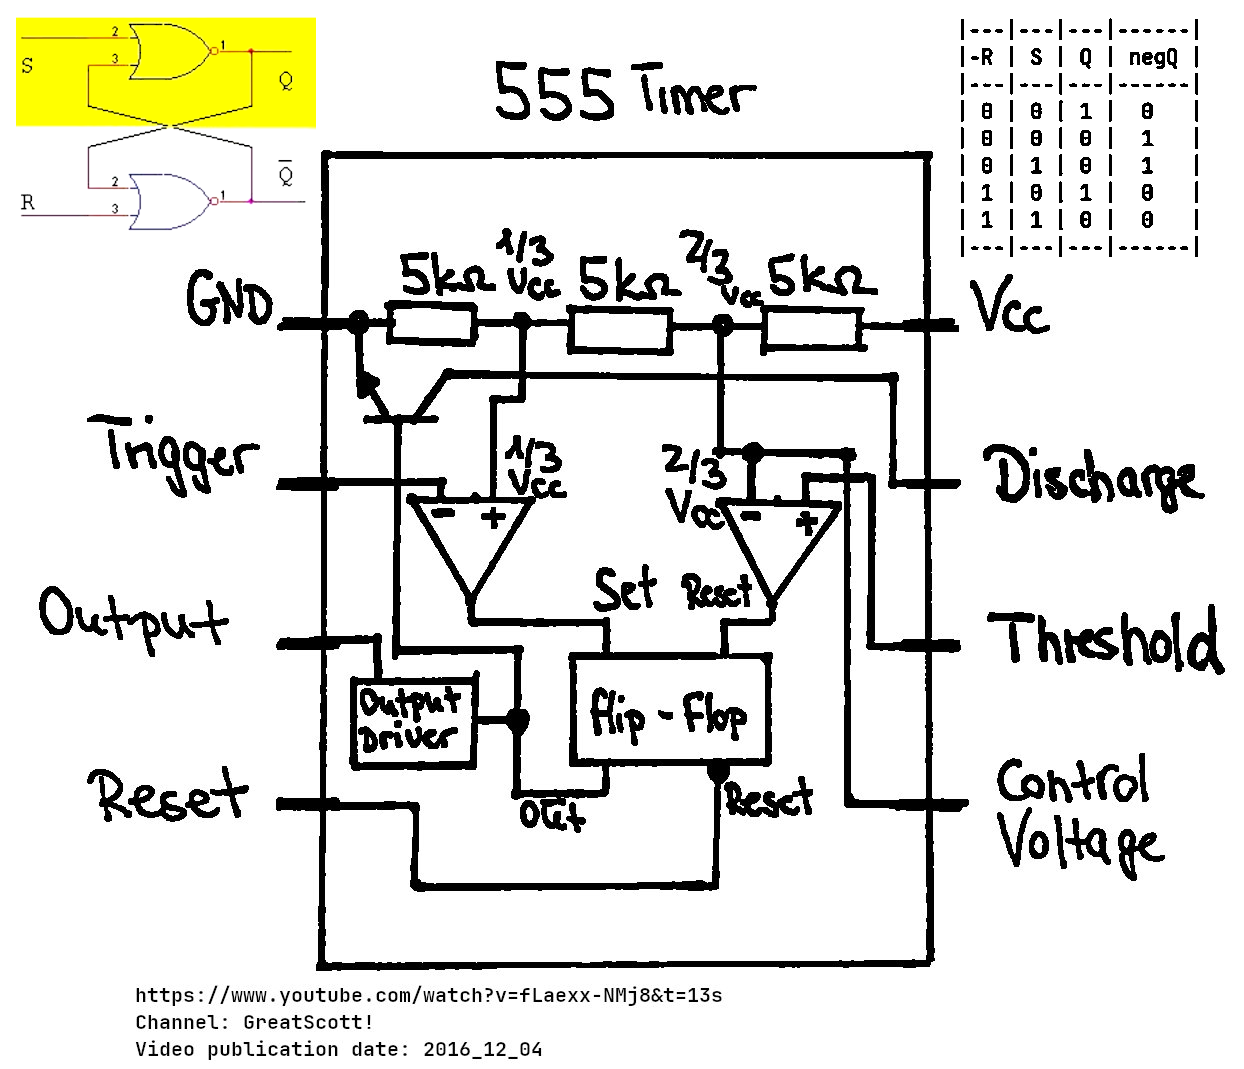 2
1
S
3
Q
2
1
Q̅
R
3
555 Timer
|---|---|---|------|
|-R | S | Q | negQ |
|---|---|---|------|
| 0 | 0 | 1 | 0 |
| 0 | 0 | 0 | 1 |
| 0 | 1 | 0 | 1 |
| 1 | 0 | 1 | 0 |
| 1 | 1 | 0 | 0 |
|---|---|---|------|
GND
5kΩ
1/3
Vcc
5kΩ
2/3
Vcc
5kΩ
Vcc
Trigger
1/3
Vcc
- +
2/3
Vcc
- +
Discharge
Set
Reset
Output
Output
Driver
Flip-Flop
Threshold
Reset
O̅u̅t̅
Reset
Control
Voltage
https://www.youtube.com/watch?v=fLaexx-NMj8&t=13s
Channel: GreatScott!
Video publication date: 2016_12_04